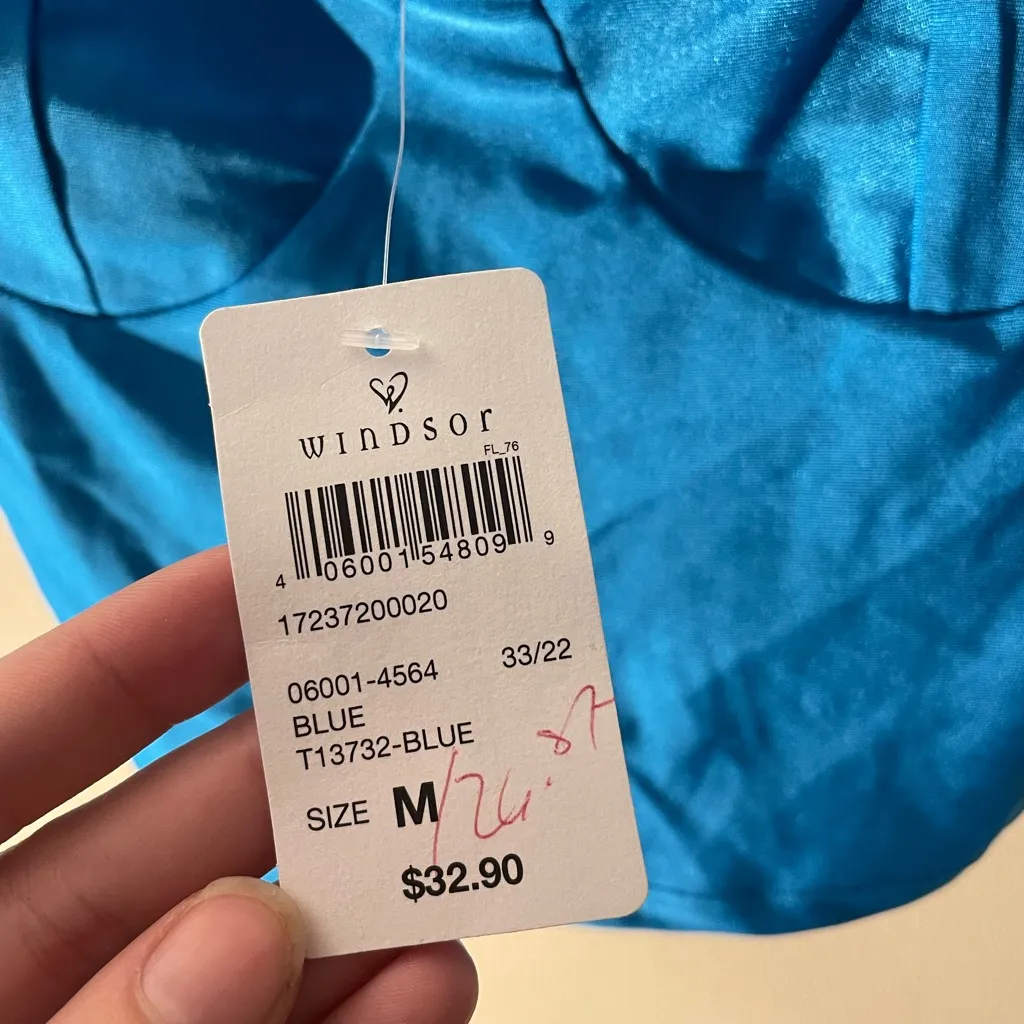 WINDSOR
FL_76
4 06001 54809 9
17237200020
06001-4564 33/22
BLUE
T13732-BLUE
SIZE M
$32.90